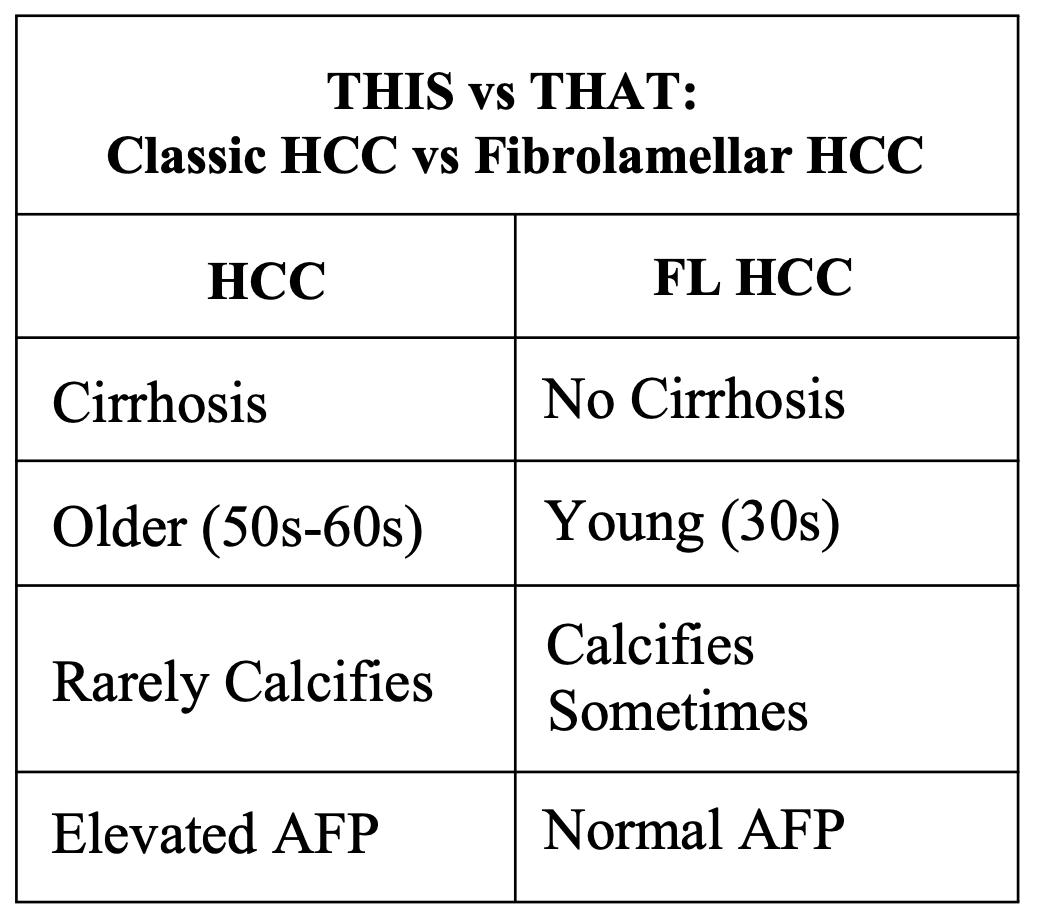 THIS vs THAT:
Classic HCC vs Fibrolamellar HCC
HCC
FL HCC
Cirrhosis
No Cirrhosis
Older (50s-60s)
Young (30s)
Rarely Calcifies
Calcifies
Sometimes
Elevated AFP
Normal AFP